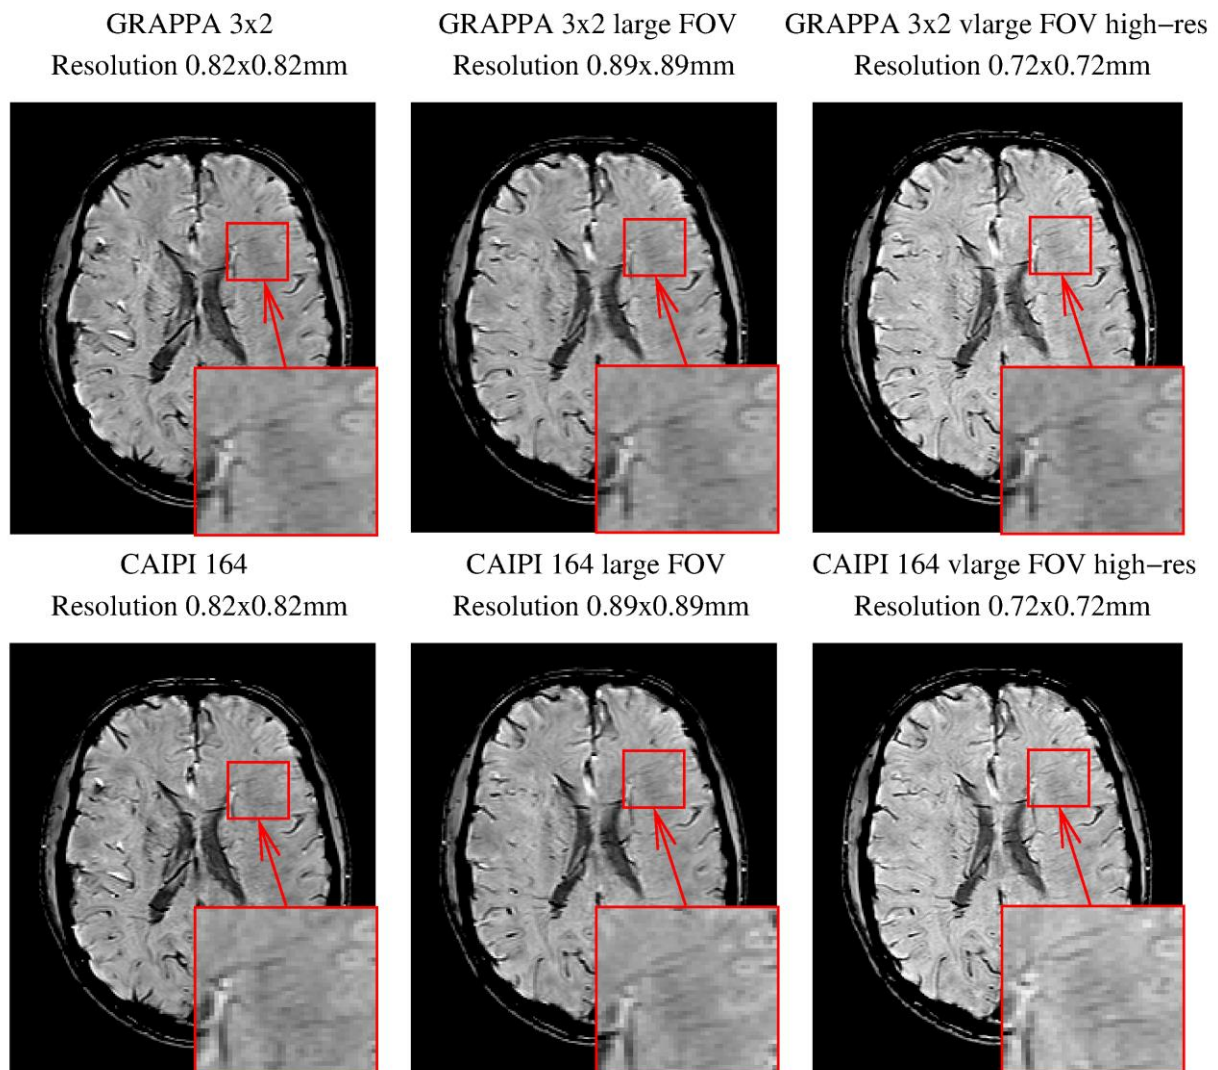 GRAPPA 3x2
Resolution 0.82x0.82mm
GRAPPA 3x2 large FOV
Resolution 0.89x.89mm
GRAPPA 3x2 vlarge FOV high−res
Resolution 0.72x0.72mm
CAIPI 164
Resolution 0.82x0.82mm
CAIPI 164 large FOV
Resolution 0.89x0.89mm
CAIPI 164 vlarge FOV high−res
Resolution 0.72x0.72mm